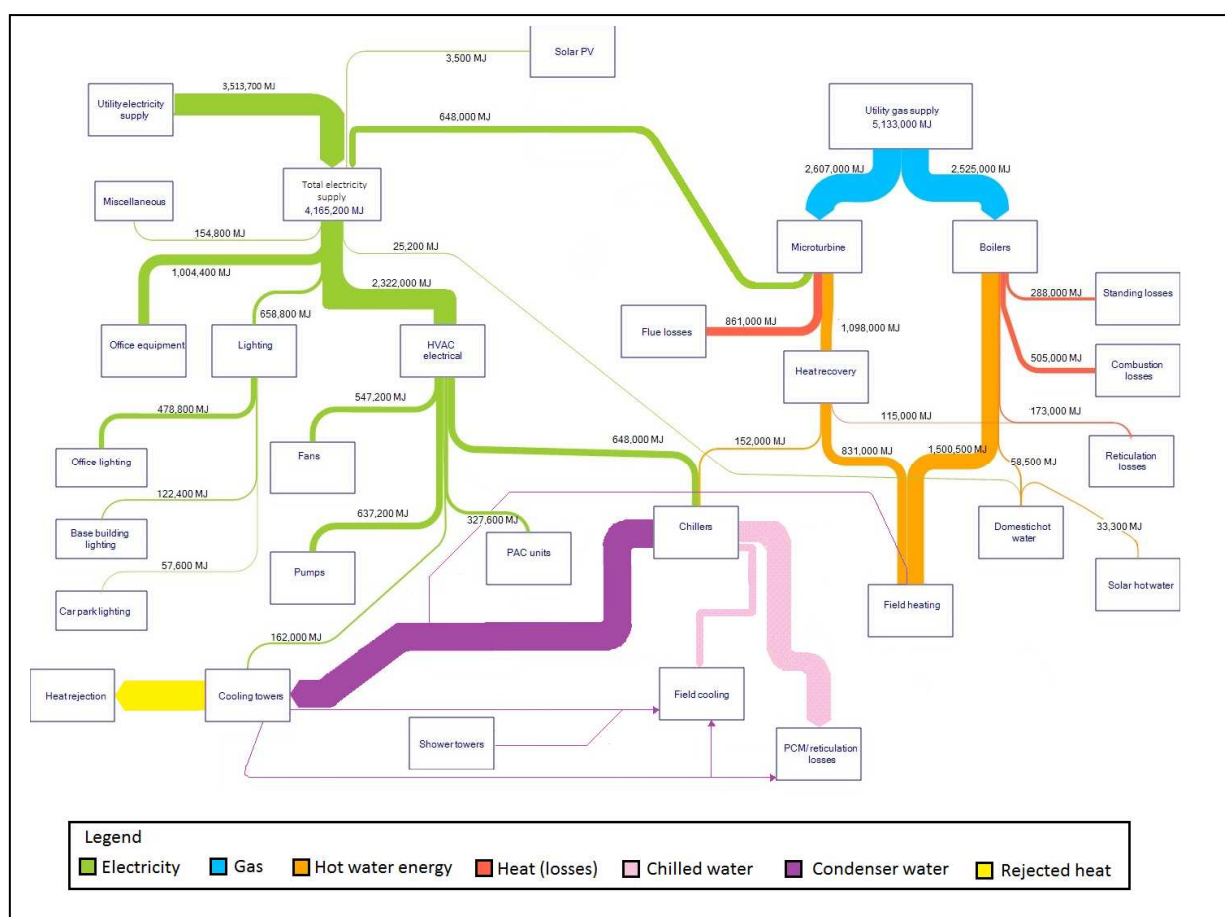 Solar PV
3,500 MJ
3,513,700 MJ
Utility electricity
supply
648,000 MJ
Utility gas supply
5,133,000 MJ
2,607,000 MJ
2,525,000 MJ
Total electricity
supply
4,165,200 MJ
Miscellaneous
154,800 MJ
25,200 MJ
Microturbine
Boilers
1,004,400 MJ
2,322,000 MJ
658,800 MJ
288,000 MJ
Standing losses
Office equipment
Lighting
HVAC
electrical
Flue losses
861,000 MJ
1,098,000 MJ
505,000 MJ
Combustion
losses
Heat recovery
547,200 MJ
478,800 MJ
115,000 MJ
173,000 MJ
Office lighting
Fans
648,000 MJ
152,000 MJ
831,000 MJ
1,500,500 MJ
Reticulation
losses
58,500 MJ
122,400 MJ
637,200 MJ
327,600 MJ
Base building
lighting
Chillers
Domestichot
water
33,300 MJ
PAC units
57,600 MJ
Pumps
Car park lighting
Field heating
Solar hot water
162,000 MJ
Heat rejection
Cooling towers
Field cooling
Shower towers
PCM/ reticulation
losses
Legend
Electricity
Gas
Hot water energy
Heat (losses)
Chilled water
Condenser water
Rejected heat